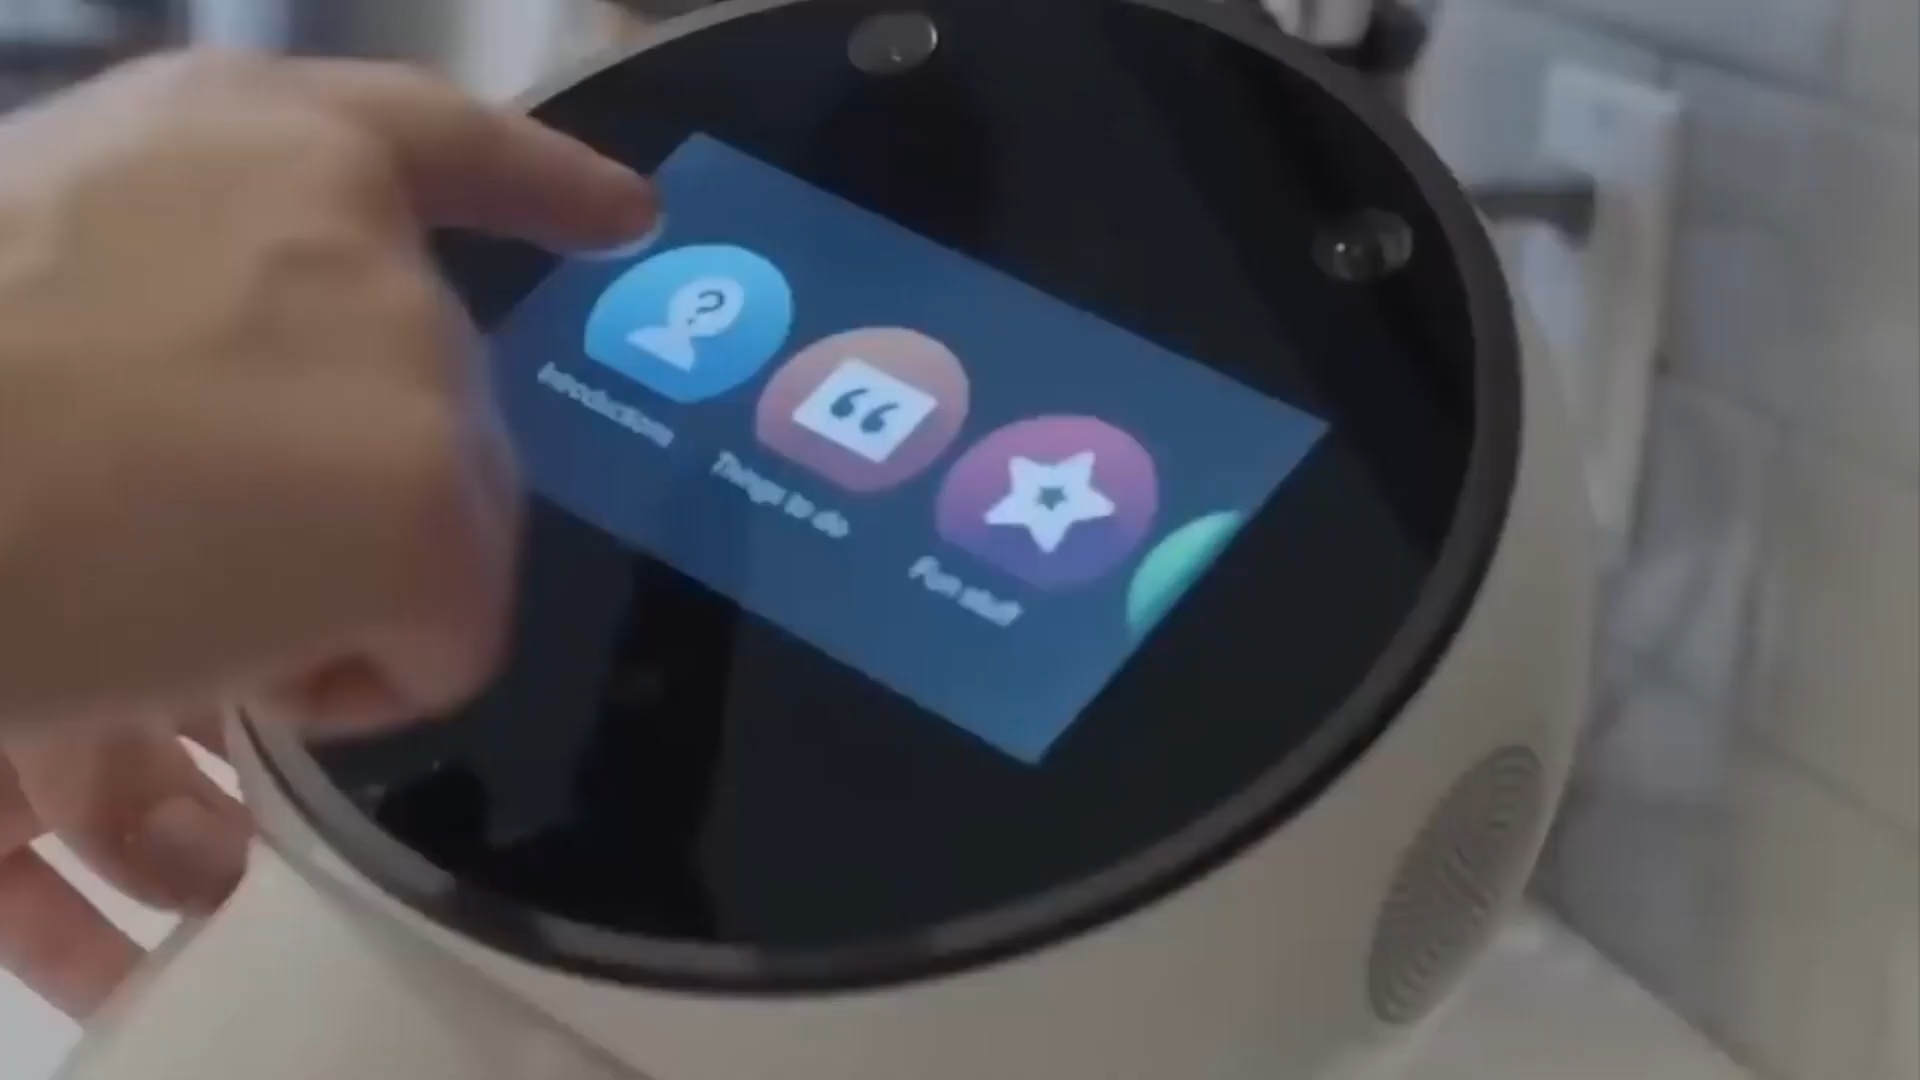 ?
Introductions
“
Things to do
Fun stuff